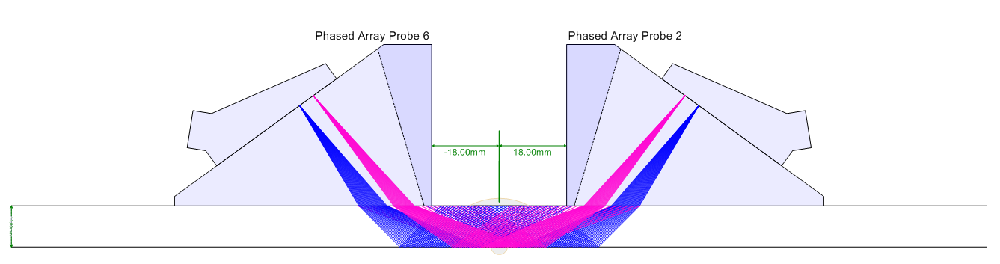 Phased Array Probe 6
Phased Array Probe 2
-18.00mm
18.00mm